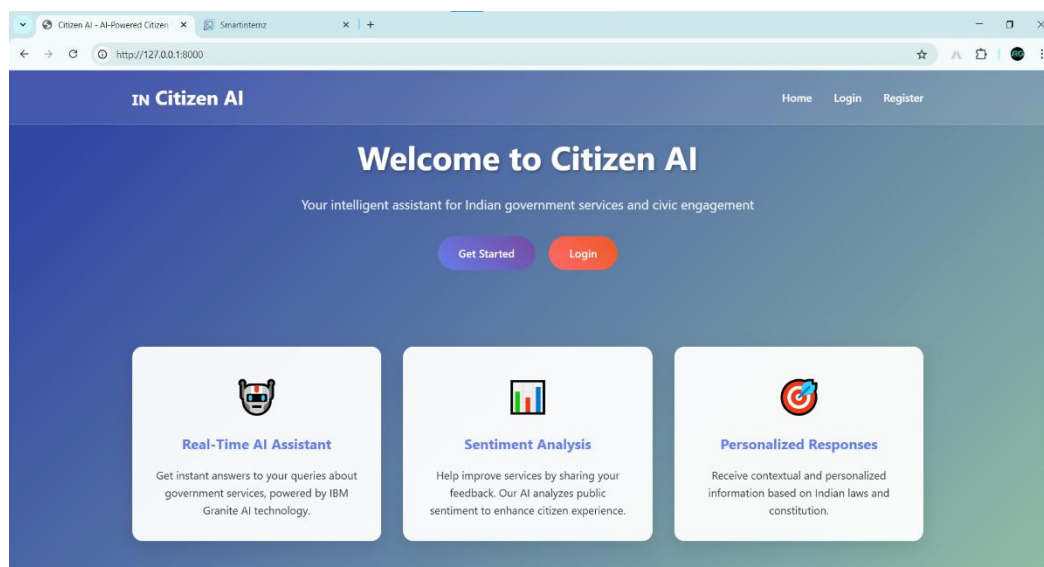 Citizen AI - AI-Powered Citizen
Smartinternz
http://127.0.0.1:8000
IN Citizen AI
Home Login Register
Welcome to Citizen AI
Your intelligent assistant for Indian government services and civic engagement
Get Started Login
Real-Time AI Assistant
Get instant answers to your queries about
government services, powered by IBM
Granite AI technology.
Sentiment Analysis
Help improve services by sharing your
feedback. Our AI analyzes public
sentiment to enhance citizen experience.
Personalized Responses
Receive contextual and personalized
information based on Indian laws and
constitution.